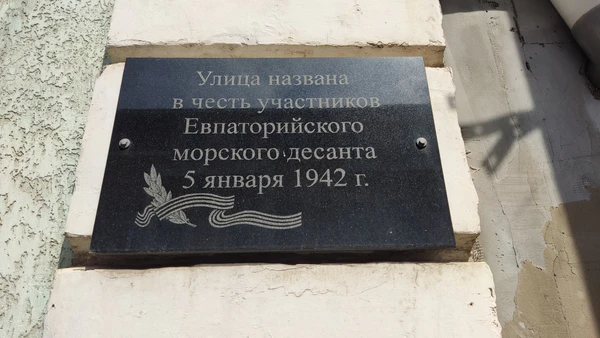 Улица названа
в честь участников
Евпаторийского
морского десанта
5 января 1942 г.